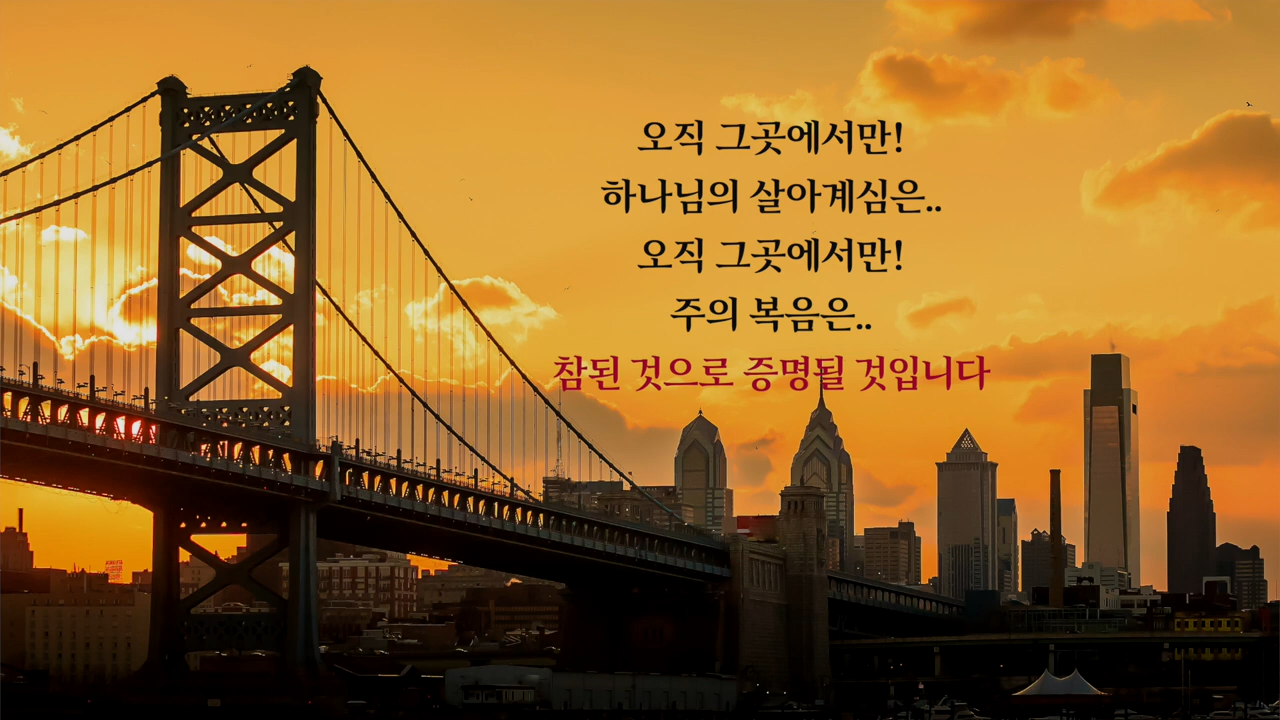 오직 그곳에서만!
하나님의 살아계심은..
오직 그곳에서만!
주의 복음은..
참된 것으로 증명될 것입니다